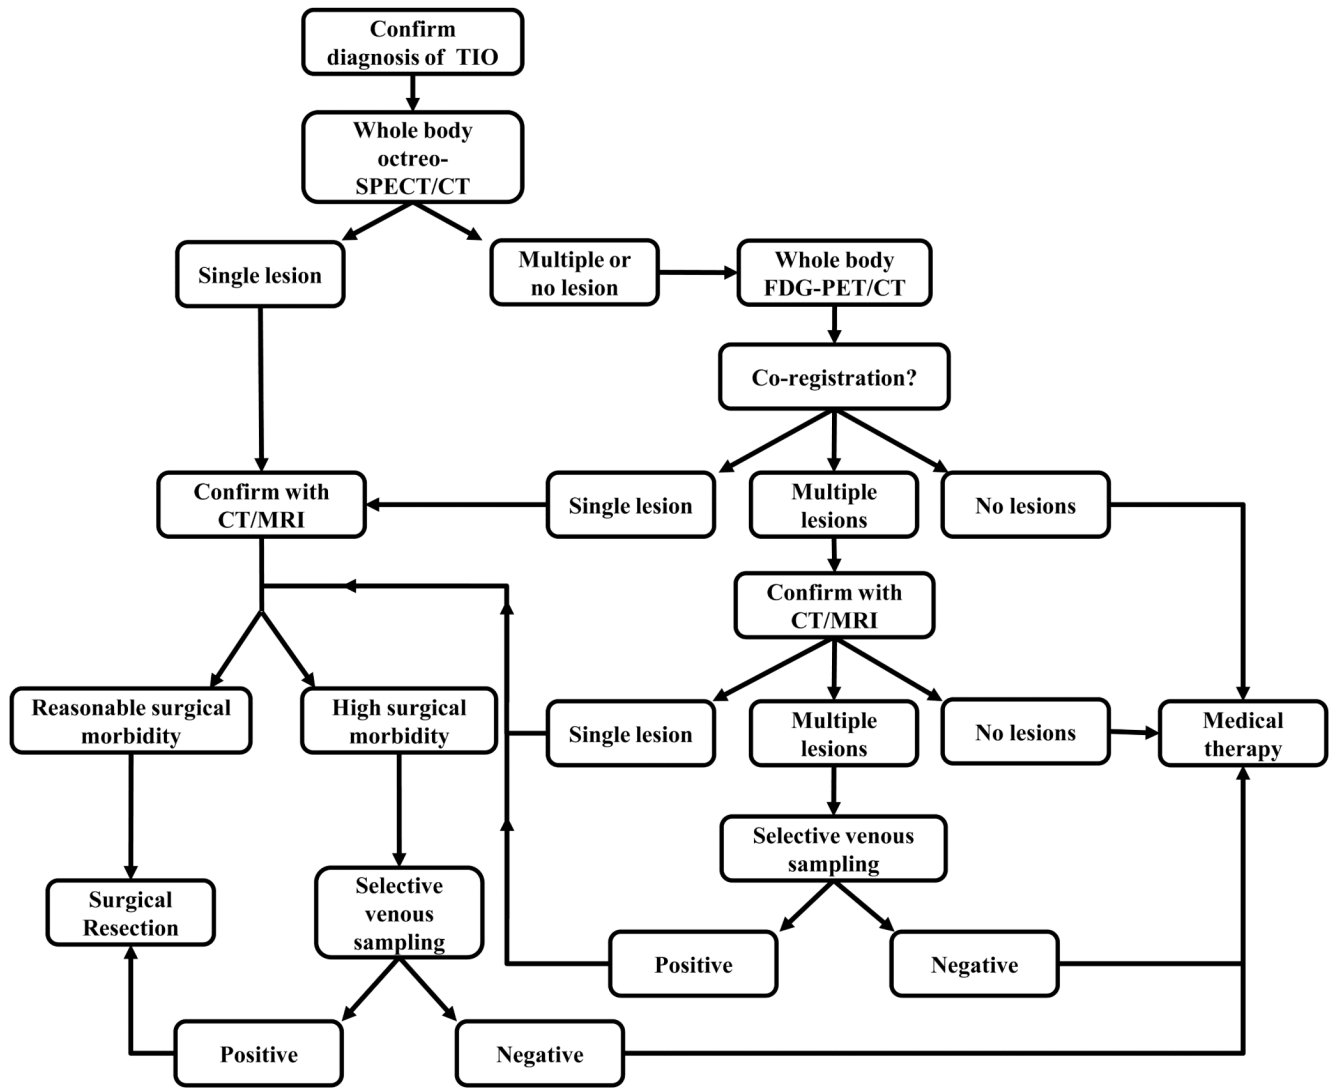 Confirm
diagnosis of TIO
Whole body
octreo-
SPECT/CT
Single lesion
Multiple or
no lesion
Whole body
FDG-PET/CT
Co-registration?
Confirm with
CT/MRI
Single lesion
Multiple
lesions
No lesions
Confirm with
CT/MRI
Reasonable surgical
morbidity
High surgical
morbidity
Single lesion
Multiple
lesions
No lesions
Medical
therapy
Selective venous
sampling
Surgical
Resection
Selective
venous
sampling
Positive
Negative
Positive
Negative